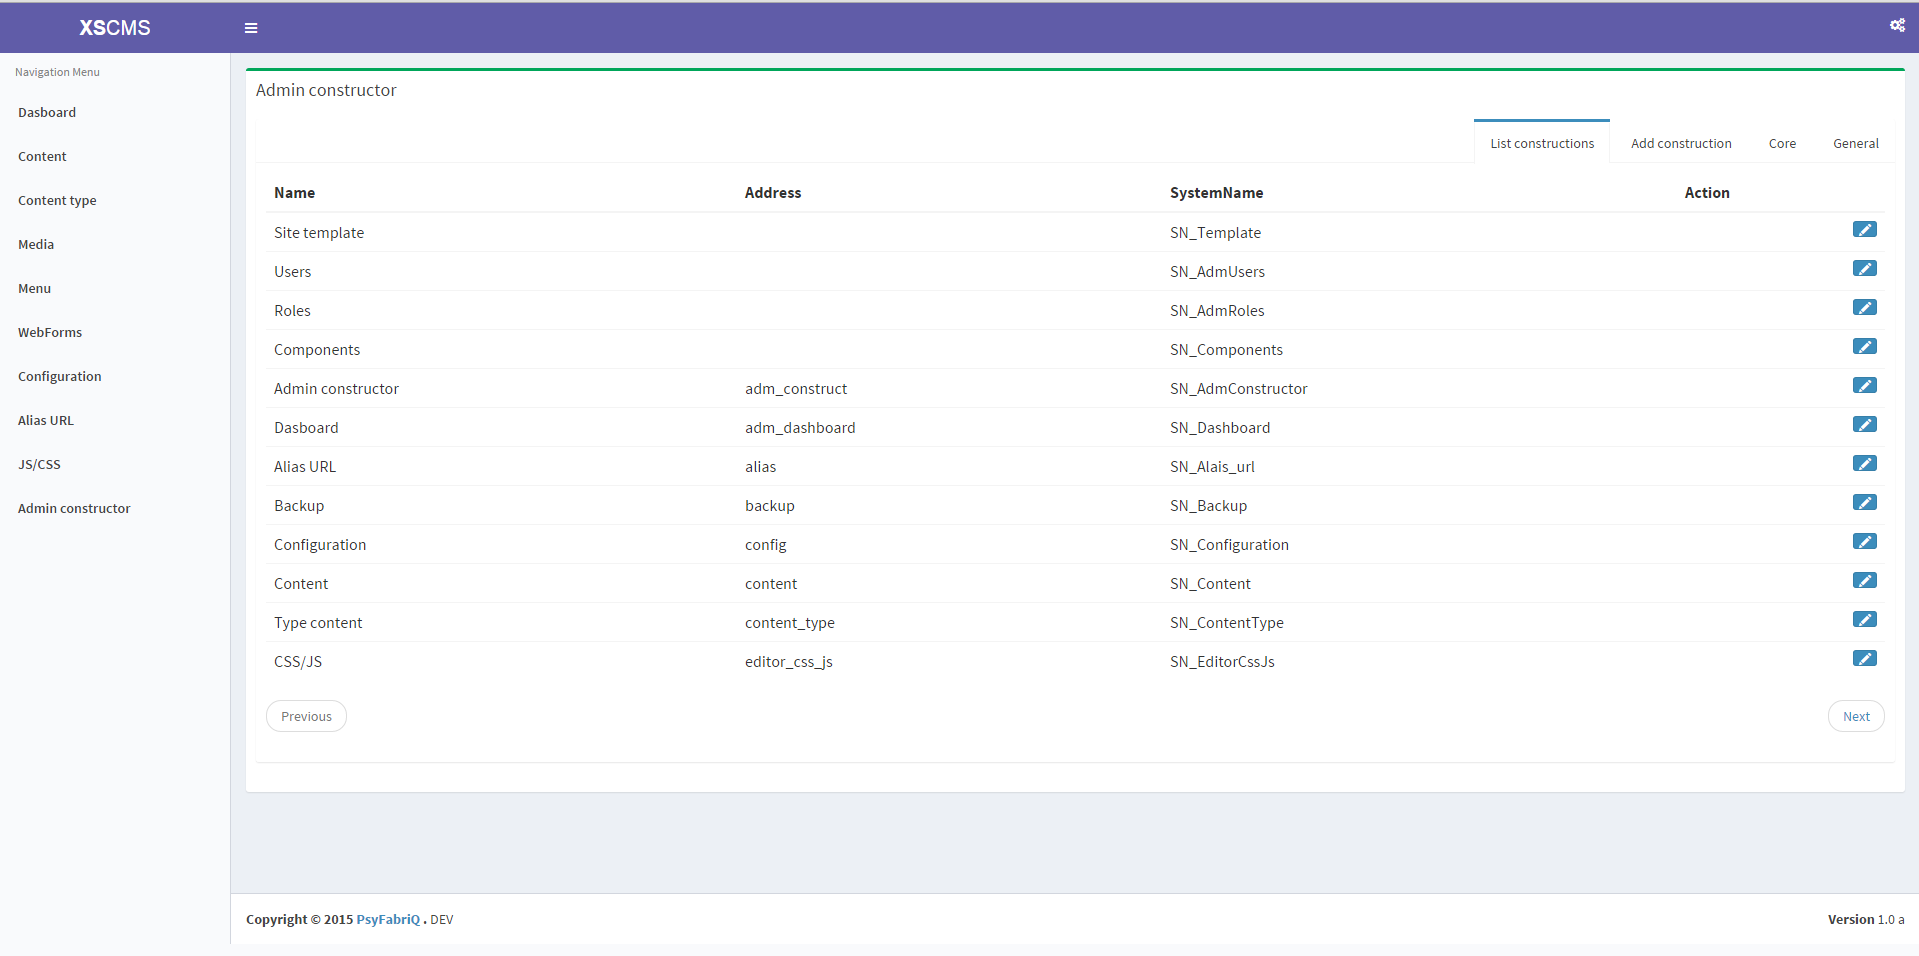 XSCMS
Navigation Menu
Dasboard
Content
Content type
Media
Menu
WebForms
Configuration
Alias URL
JS/CSS
Admin constructor
Admin constructor
List constructions Add construction Core General
Name Address SystemName Action
Site template SN_Template
Users SN_AdmUsers
Roles SN_AdmRoles
Components SN_Components
Admin constructor adm_construct SN_AdmConstructor
Dasboard adm_dashboard SN_Dashboard
Alias URL alias SN_Alais_url
Backup backup SN_Backup
Configuration config SN_Configuration
Content content SN_Content
Type content content_type SN_ContentType
CSS/JS editor_css_js SN_EditorCssJs
Previous Next
Copyright © 2015 PsyFabriQ . DEV Version 1.0 a